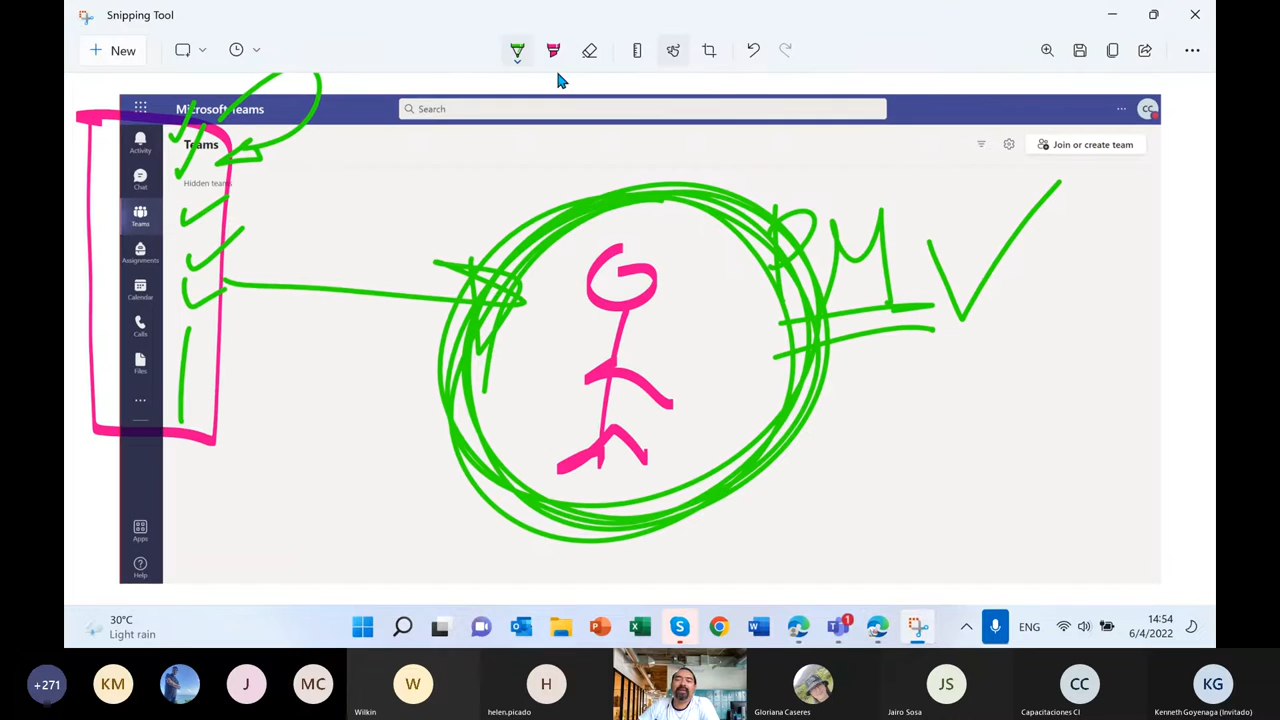 Snipping Tool
New
Microsoft Teams
Search
CC
Activity
Teams
Join or create team
Chat
Hidden teams
Teams
Assignments
Calendar
Calls
Files
PMV
Apps
Help
30°C
Light rain
1
ENG
14:54
6/4/2022
+271
KM
J
MC
W
H
JS
CC
KG
Wilkin
helen.picado
Gloriana Caseres
Jairo Sosa
Capacitaciones CI
Kenneth Goyenaga (Invitado)